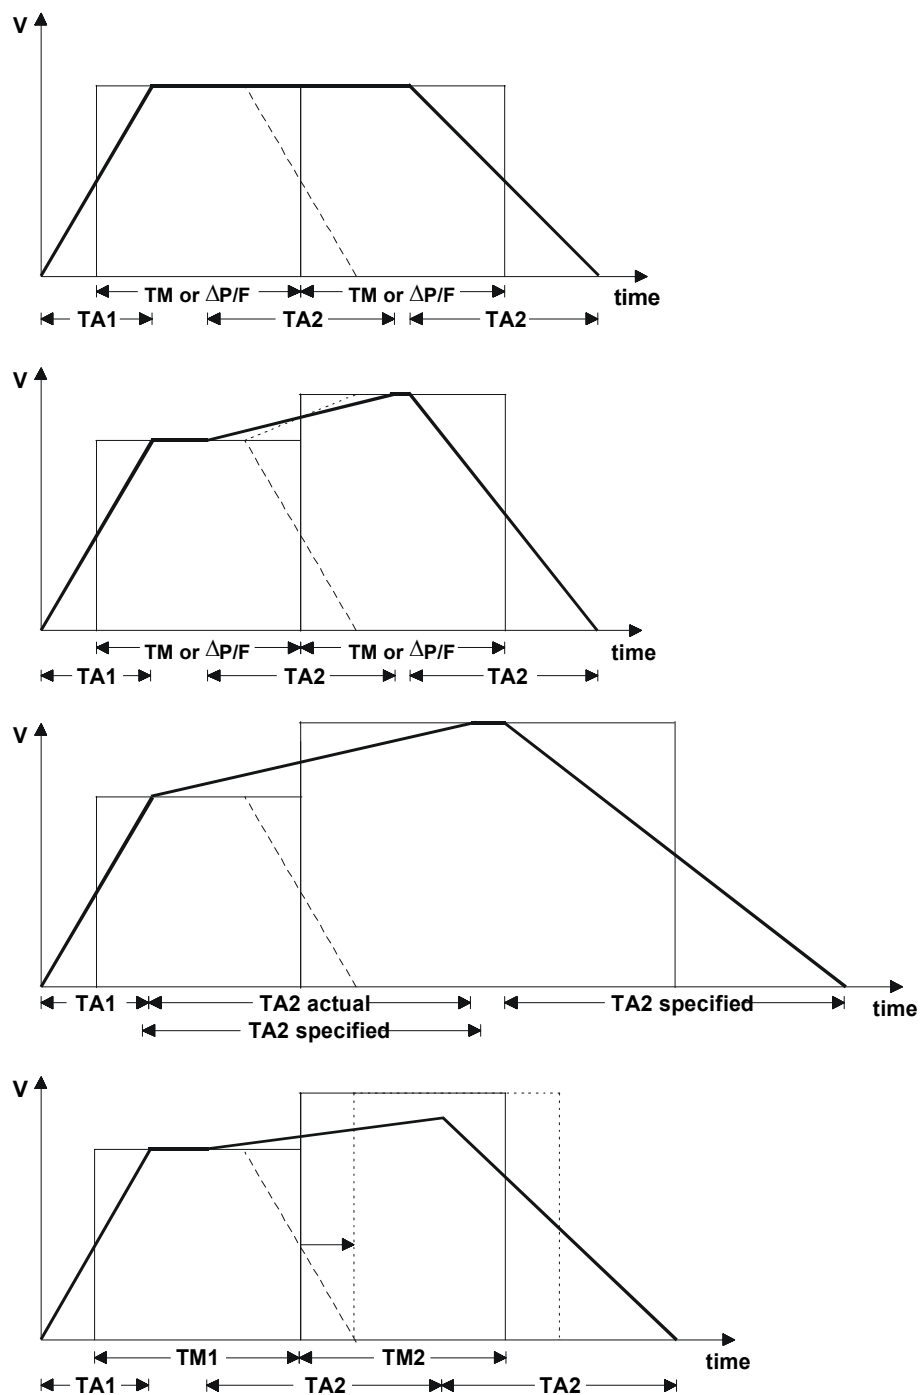 V
TM or ΔP/F TM or ΔP/F
time
TA1 TA2 TA2
V
TM or ΔP/F TM or ΔP/F
time
TA1 TA2 TA2
V
TA1 TA2 actual TA2 specified
time
TA2 specified
V
TM1 TM2
time
TA1 TA2 TA2